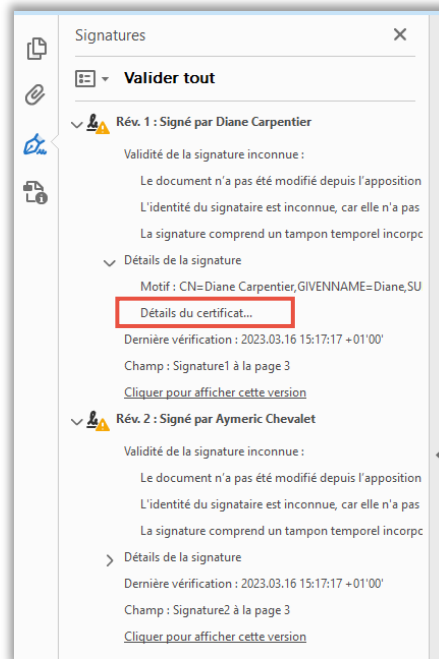 Signatures
Valider tout
Rév. 1 : Signé par Diane Carpentier
Validité de la signature inconnue :
Le document n'a pas été modifié depuis l'apposition
L'identité du signataire est inconnue, car elle n'a pas
La signature comprend un tampon temporel incorpc
Détails de la signature
Motif : CN=Diane Carpentier,GIVENNAME=Diane,SU
Détails du certificat...
Dernière vérification : 2023.03.16 15:17:17 +01'00'
Champ : Signature1 à la page 3
Cliquer pour afficher cette version
Rév. 2 : Signé par Aymeric Chevalet
Validité de la signature inconnue :
Le document n'a pas été modifié depuis l'apposition
L'identité du signataire est inconnue, car elle n'a pas
La signature comprend un tampon temporel incorpc
Détails de la signature
Dernière vérification : 2023.03.16 15:17:17 +01'00'
Champ : Signature2 à la page 3
Cliquer pour afficher cette version